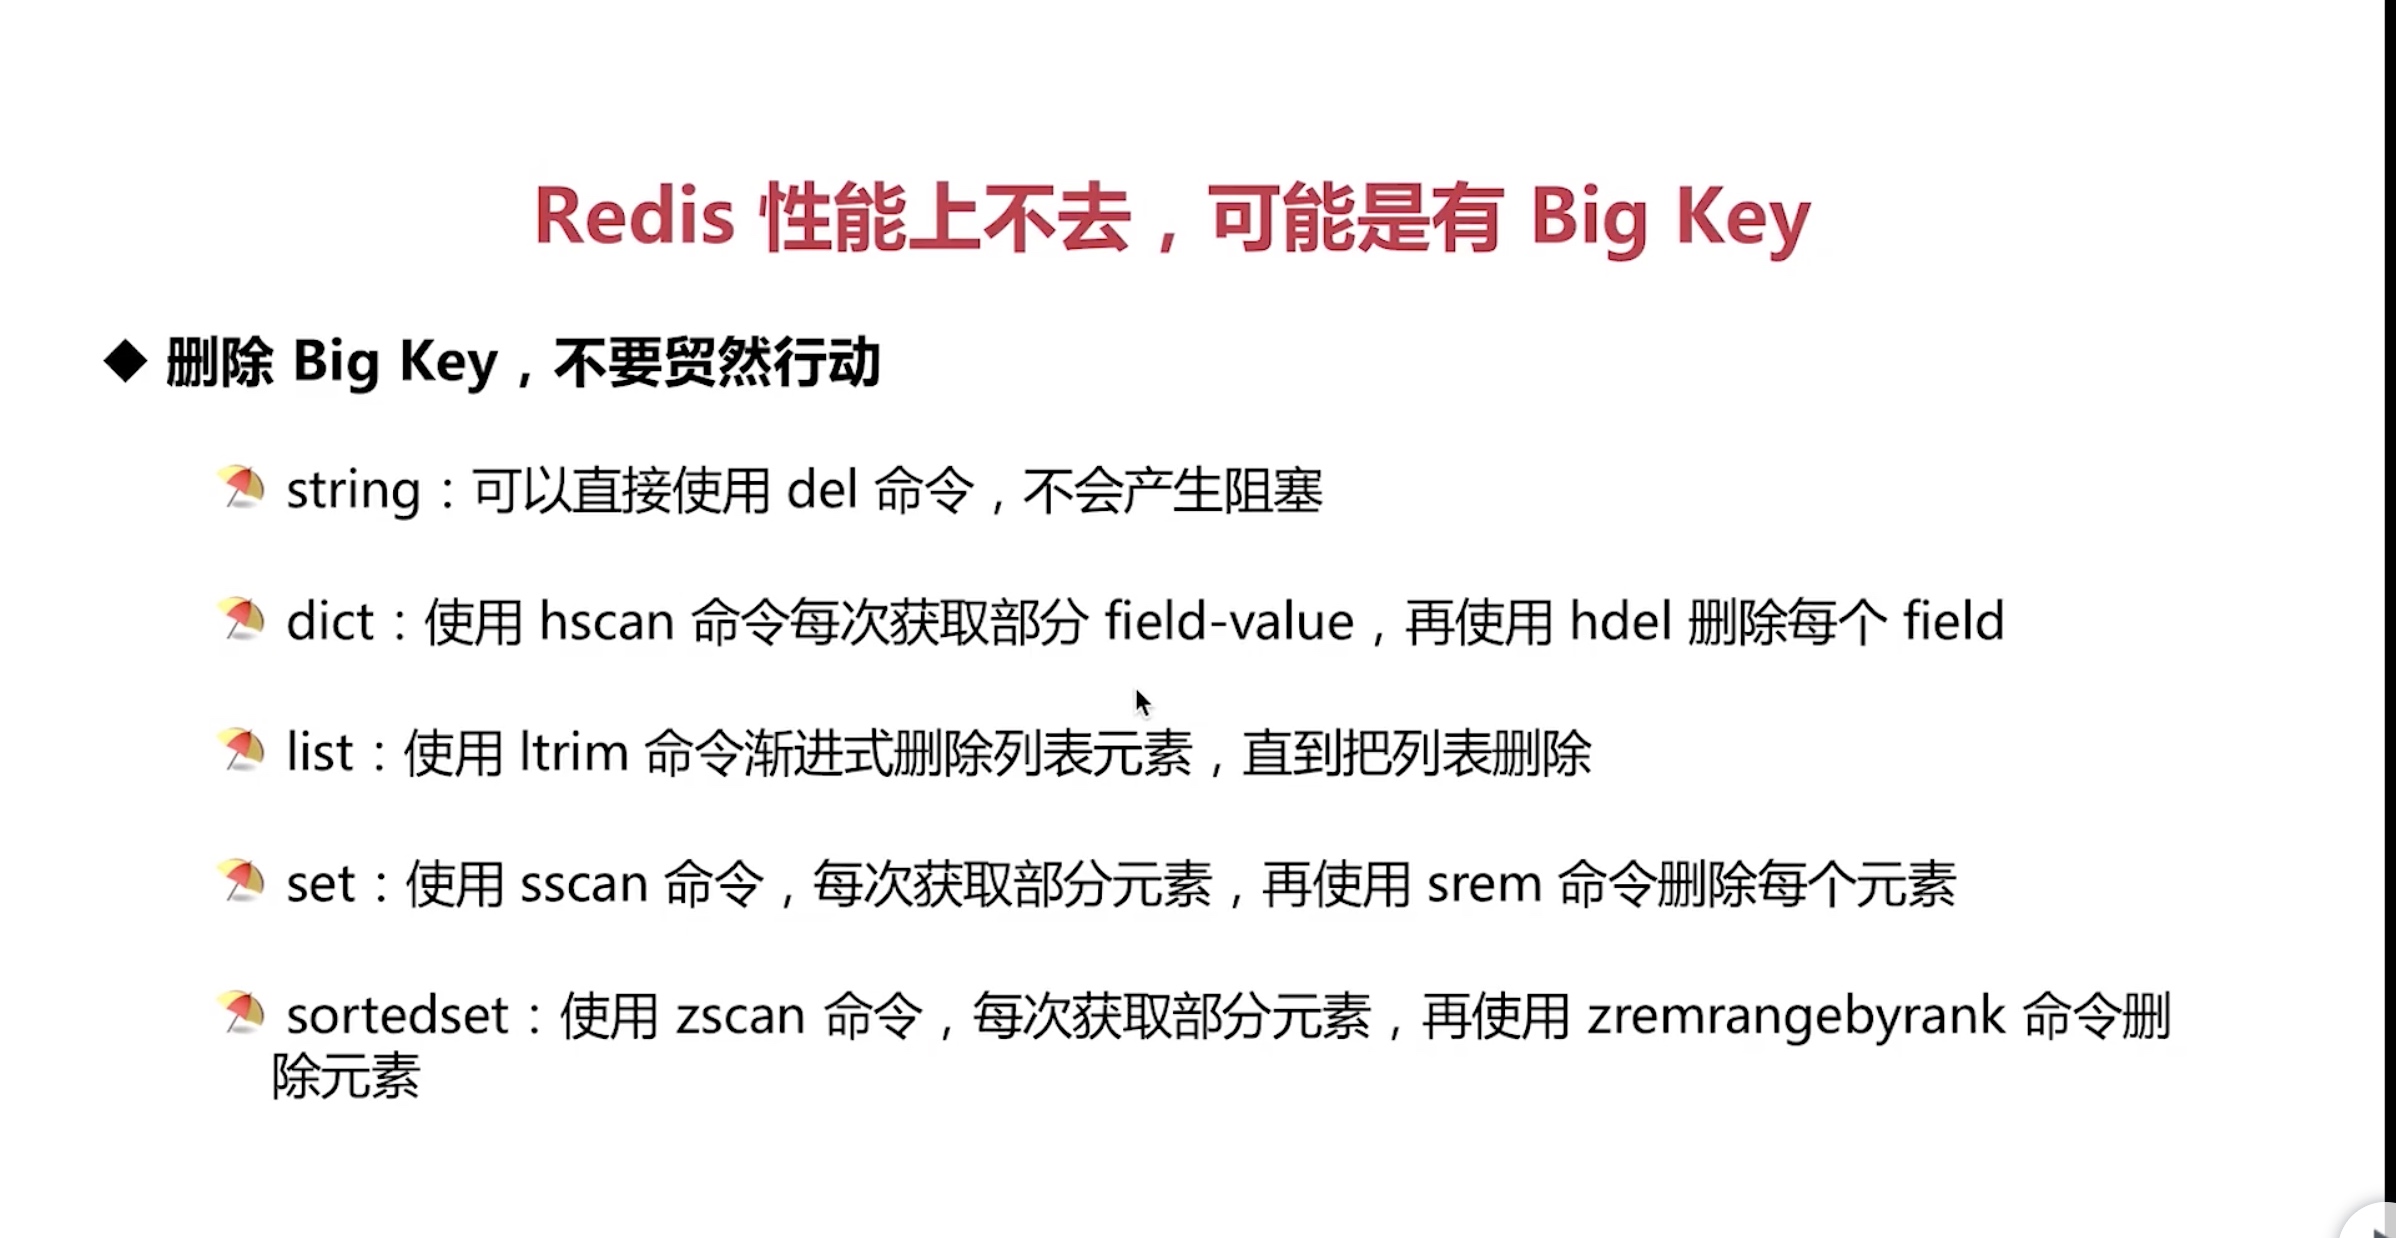 Redis 性能上不去，可能是有 Big Key
删除 Big Key，不要贸然行动
string：可以直接使用 del 命令，不会产生阻塞
dict：使用 hscan 命令每次获取部分 field-value，再使用 hdel 删除每个 field
list：使用 ltrim 命令渐进式删除列表元素，直到把列表删除
set：使用 sscan 命令，每次获取部分元素，再使用 srem 命令删除每个元素
sortedset：使用 zscan 命令，每次获取部分元素，再使用 zremrangebyrank 命令删
除元素